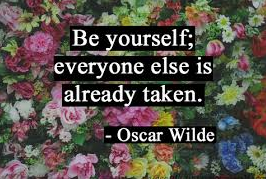 Be yourself;
everyone else is
already taken.
- Oscar Wilde